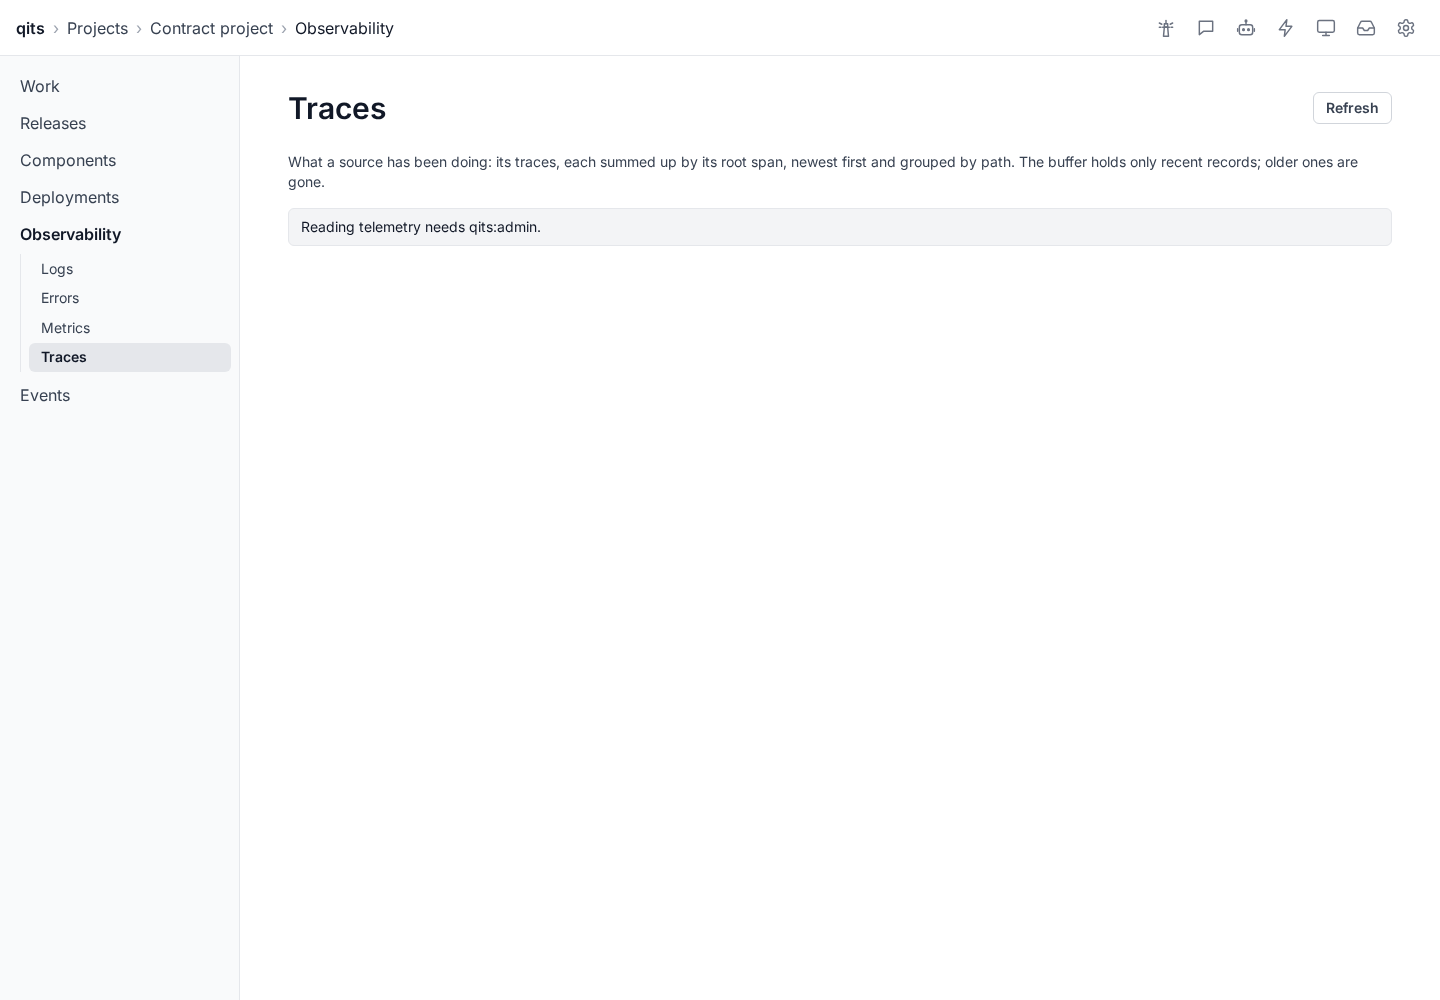 qits › Projects › Contract project › Observability
Work
Releases
Components
Deployments
Observability
Logs
Errors
Metrics
Traces
Events
Traces
Refresh
What a source has been doing: its traces, each summed up by its root span, newest first and grouped by path. The buffer holds only recent records; older ones are
gone.
Reading telemetry needs qits:admin.